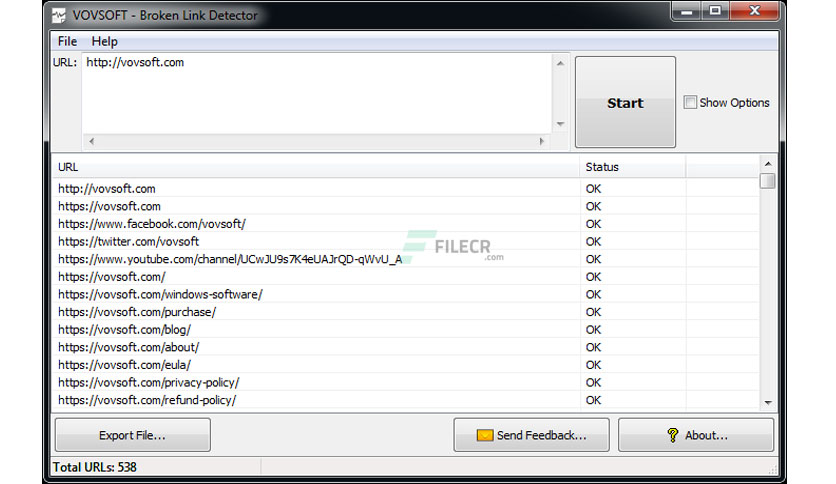 VOVSOFT - Broken Link Detector
File Help
URL: http://vovsoft.com
Start
Show Options
URL Status
http://vovsoft.com OK
https://vovsoft.com OK
https://www.facebook.com/vovsoft/ OK
https://twitter.com/vovsoft OK
https://www.youtube.com/channel/UCwJU9s7K4eUAJrQD-qWvU_A OK
FILECR
.com
https://vovsoft.com/ OK
https://vovsoft.com/windows-software/ OK
https://vovsoft.com/purchase/ OK
https://vovsoft.com/blog/ OK
https://vovsoft.com/about/ OK
https://vovsoft.com/eula/ OK
https://vovsoft.com/privacy-policy/ OK
https://vovsoft.com/refund-policy/ OK
Export File... Send Feedback... About...
Total URLs: 538